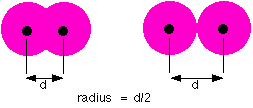 d d
radius = d/2